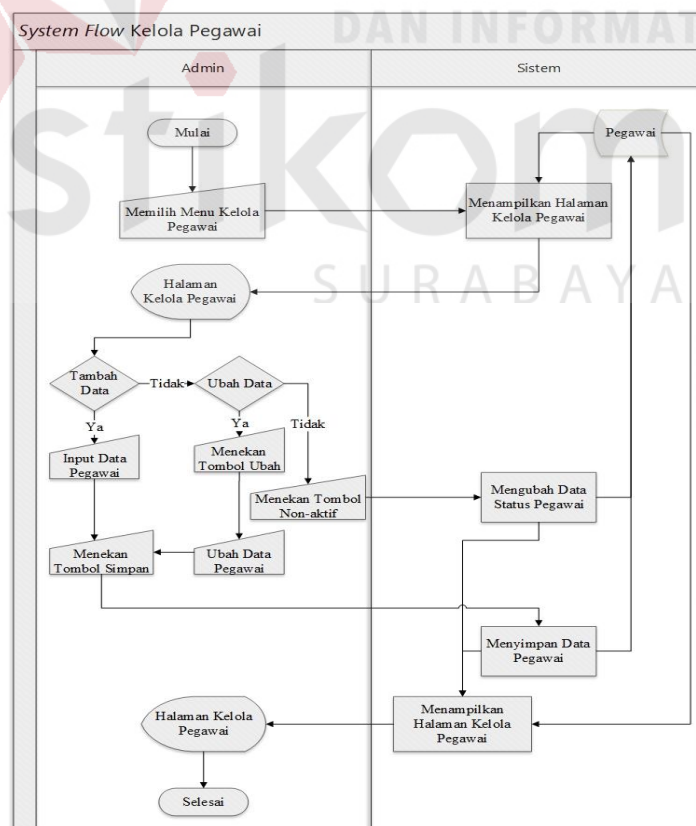 DAN INFORMAT
System Flow Kelola Pegawai
Admin
Sistem
stikom
SURABAYA
Mulai
Pegawai
Memilih Menu Kelola
Pegawai
Menampilkan Halaman
Kelola Pegawai
Halaman
Kelola Pegawai
Tambah
Data
Tidak
Ubah Data
Ya
Ya
Tidak
Input Data
Pegawai
Menekan
Tombol Ubah
Menekan Tombol
Non-aktif
Mengubah Data
Status Pegawai
Menekan
Tombol Simpan
Ubah Data
Pegawai
Menyimpan Data
Pegawai
Halaman Kelola
Pegawai
Menampilkan
Halaman Kelola
Pegawai
Selesai